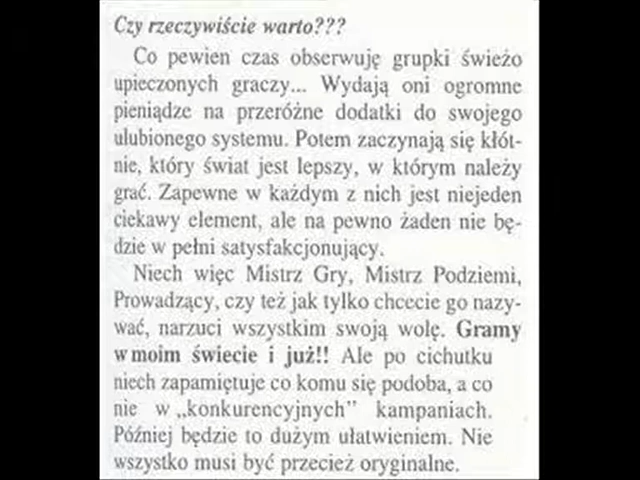 Czy rzeczywiście warto???
Co pewien czas obserwuję grupki świeżo
upieczonych graczy... Wydają oni ogromne
pieniądze na przeróżne dodatki do swojego
ulubionego systemu. Potem zaczynają się kłót-
nie, który świat jest lepszy, w którym należy
grać. Zapewne w każdym z nich jest niejeden
ciekawy element, ale na pewno żaden nie bę-
dzie w pełni satysfakcjonujący.
Niech więc Mistrz Gry, Mistrz Podziemi,
Prowadzący, czy też jak tylko chcecie go nazy-
wać, narzuci wszystkim swoją wolę. Gramy
w moim świecie i już!! Ale po cichutku
niech zapamiętuje co komu się podoba, a co
nie w „konkurencyjnych” kampaniach.
Później będzie to dużym ułatwieniem. Nie
wszystko musi być przecież oryginalne.